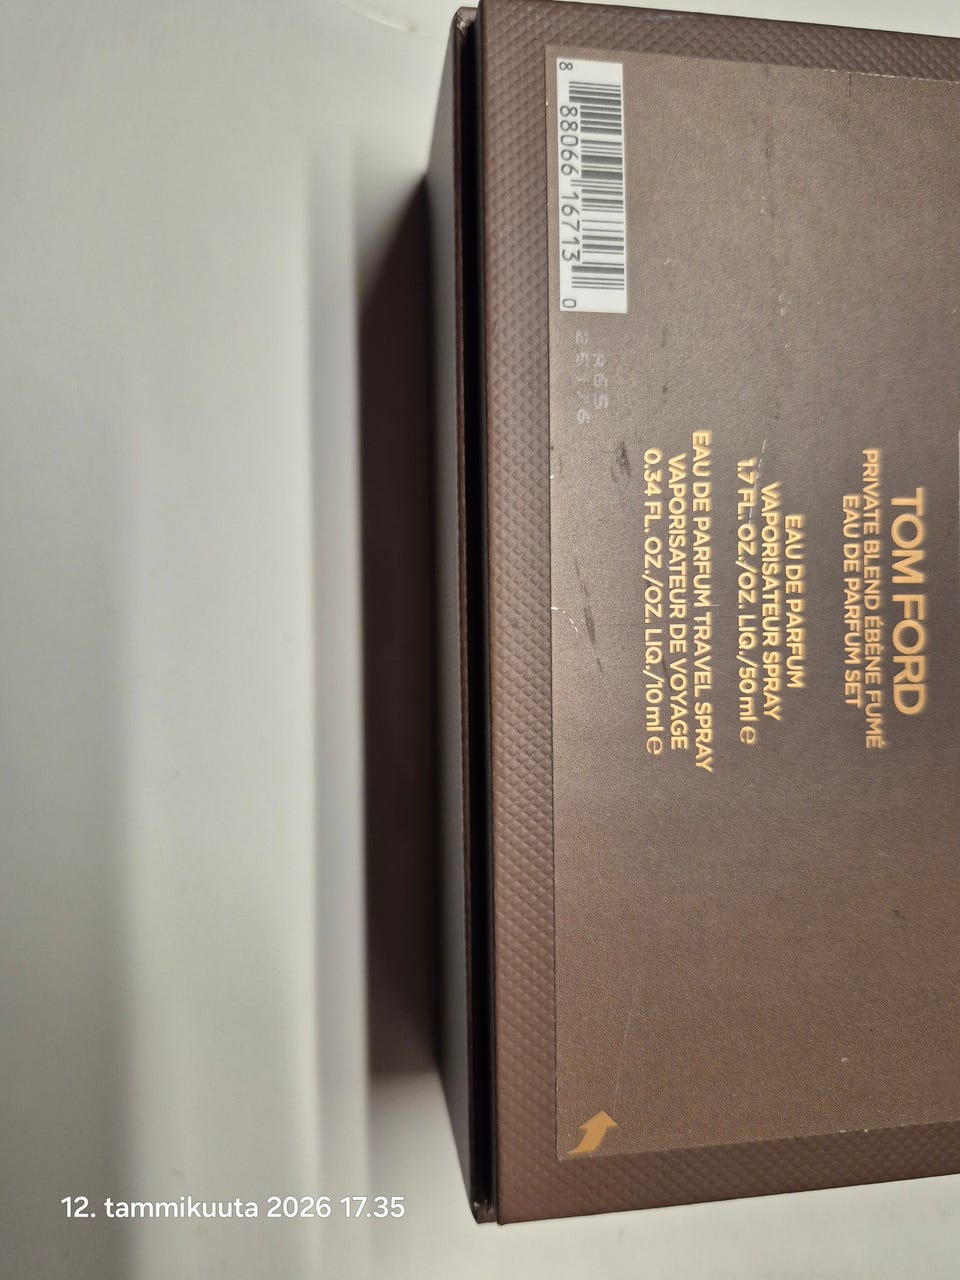 TOM FORD
PRIVATE BLEND ÉBÈNE FUMÉ
EAU DE PARFUM SET
EAU DE PARFUM
VAPORISATEUR SPRAY
1.7 FL. OZ./OZ. LIQ./50 ml ℮
EAU DE PARFUM TRAVEL SPRAY
VAPORISATEUR DE VOYAGE
0.34 FL. OZ./OZ. LIQ./10 ml ℮
8 88066 16713 0
12. tammikuuta 2026 17.35